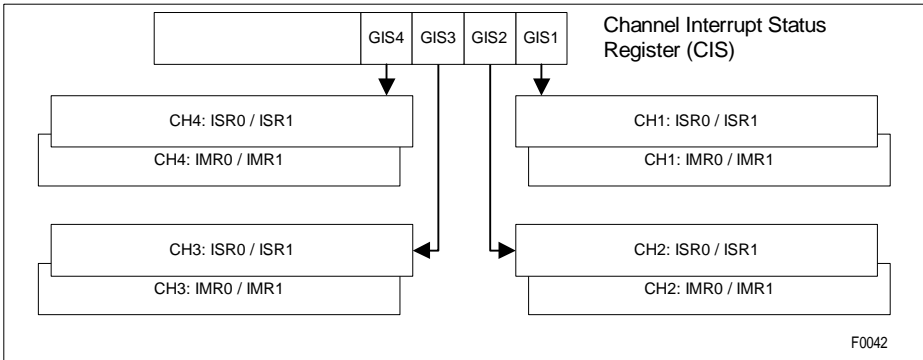 GIS4 GIS3 GIS2 GIS1
Channel Interrupt Status
Register (CIS)
CH4: ISR0 / ISR1
CH4: IMR0 / IMR1
CH1: ISR0 / ISR1
CH1: IMR0 / IMR1
CH3: ISR0 / ISR1
CH3: IMR0 / IMR1
CH2: ISR0 / ISR1
CH2: IMR0 / IMR1
F0042